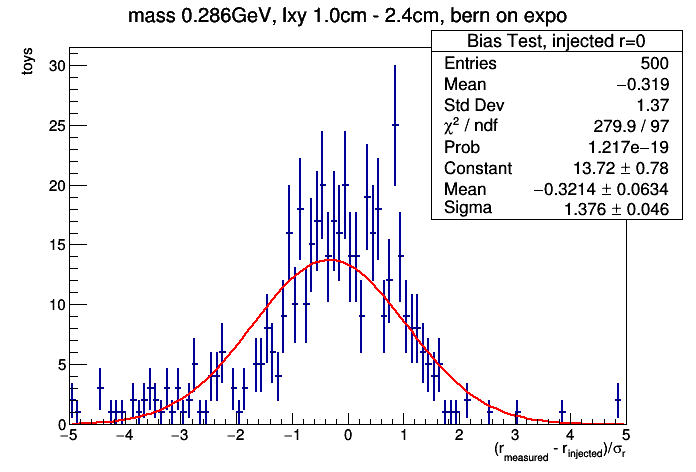 mass 0.286GeV, lxy 1.0cm - 2.4cm, bern on expo
Bias Test, injected r=0
Entries 500
Mean −0.319
Std Dev 1.37
χ² / ndf 279.9 / 97
Prob 1.217e−19
Constant 13.72 ± 0.78
Mean −0.3214 ± 0.0634
Sigma 1.376 ± 0.046
toys
30
25
20
15
10
5
0
−5 −4 −3 −2 −1 0 1 2 3 4 5
(r_measured - r_injected)/σ_r